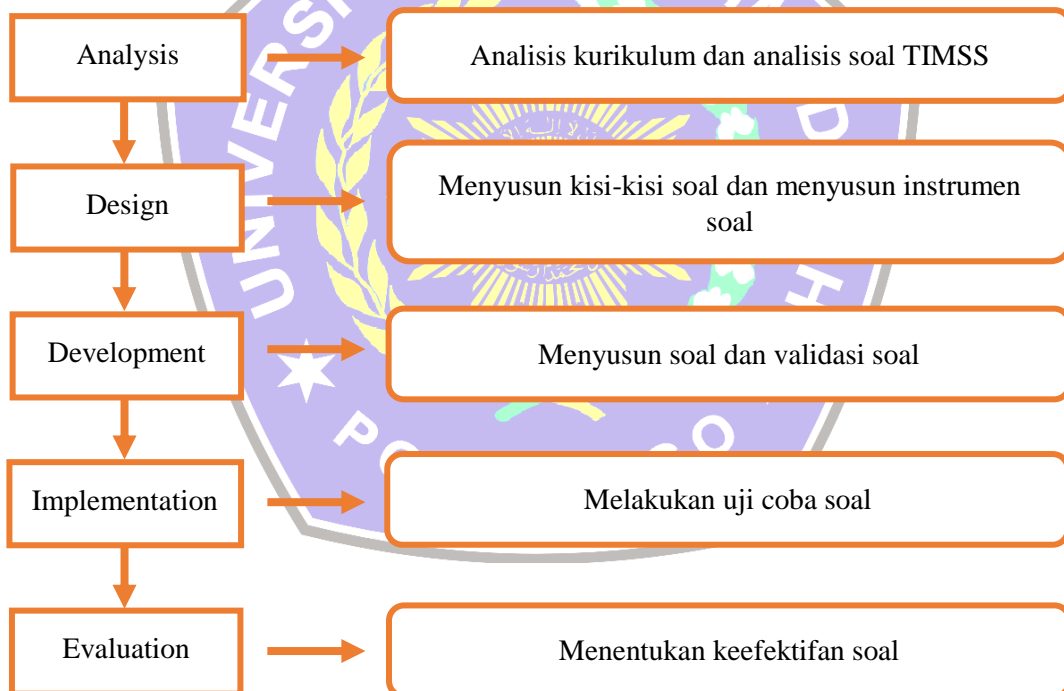 Analysis
Analisis kurikulum dan analisis soal TIMSS
Design
Menyusun kisi-kisi soal dan menyusun instrumen
soal
Development
Menyusun soal dan validasi soal
Implementation
Melakukan uji coba soal
Evaluation
Menentukan keefektifan soal